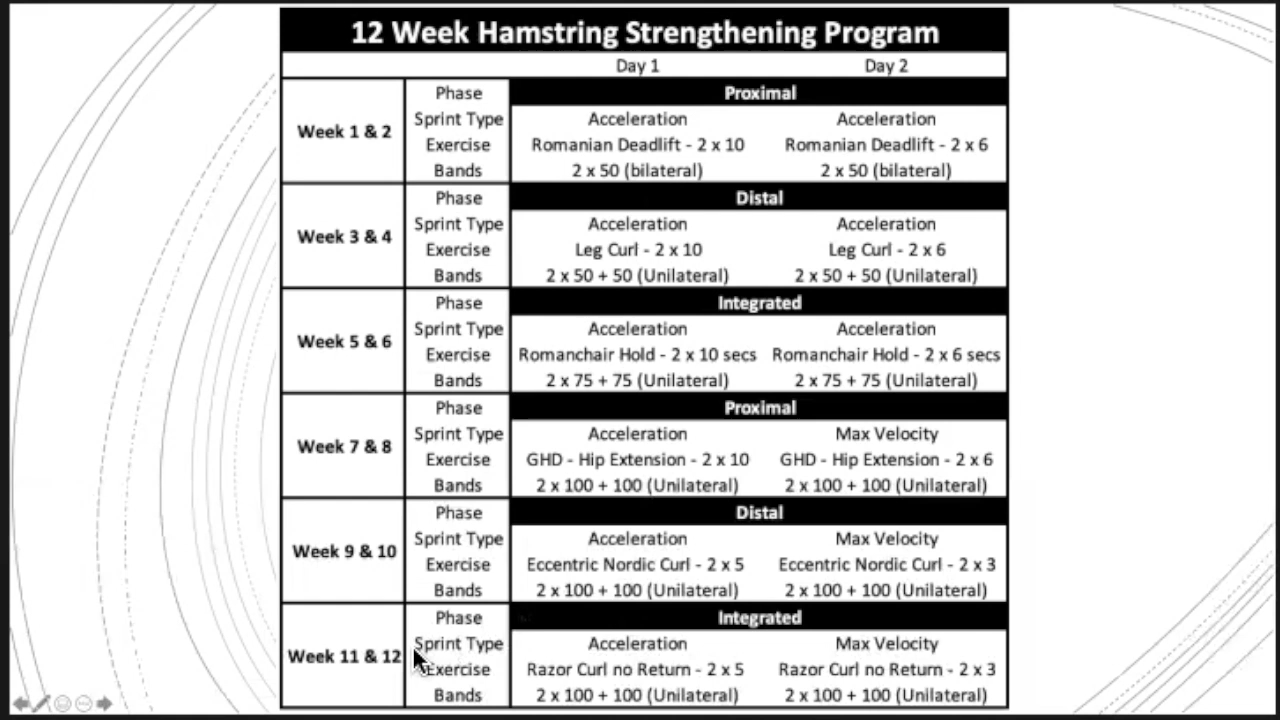 12 Week Hamstring Strengthening Program
Day 1 Day 2
Week 1 & 2
Phase Proximal
Sprint Type Acceleration Acceleration
Exercise Romanian Deadlift - 2 x 10 Romanian Deadlift - 2 x 6
Bands 2 x 50 (bilateral) 2 x 50 (bilateral)
Week 3 & 4
Phase Distal
Sprint Type Acceleration Acceleration
Exercise Leg Curl - 2 x 10 Leg Curl - 2 x 6
Bands 2 x 50 + 50 (Unilateral) 2 x 50 + 50 (Unilateral)
Week 5 & 6
Phase Integrated
Sprint Type Acceleration Acceleration
Exercise Romanchair Hold - 2 x 10 secs Romanchair Hold - 2 x 6 secs
Bands 2 x 75 + 75 (Unilateral) 2 x 75 + 75 (Unilateral)
Week 7 & 8
Phase Proximal
Sprint Type Acceleration Max Velocity
Exercise GHD - Hip Extension - 2 x 10 GHD - Hip Extension - 2 x 6
Bands 2 x 100 + 100 (Unilateral) 2 x 100 + 100 (Unilateral)
Week 9 & 10
Phase Distal
Sprint Type Acceleration Max Velocity
Exercise Eccentric Nordic Curl - 2 x 5 Eccentric Nordic Curl - 2 x 3
Bands 2 x 100 + 100 (Unilateral) 2 x 100 + 100 (Unilateral)
Week 11 & 12
Phase Integrated
Sprint Type Acceleration Max Velocity
Exercise Razor Curl no Return - 2 x 5 Razor Curl no Return - 2 x 3
Bands 2 x 100 + 100 (Unilateral) 2 x 100 + 100 (Unilateral)